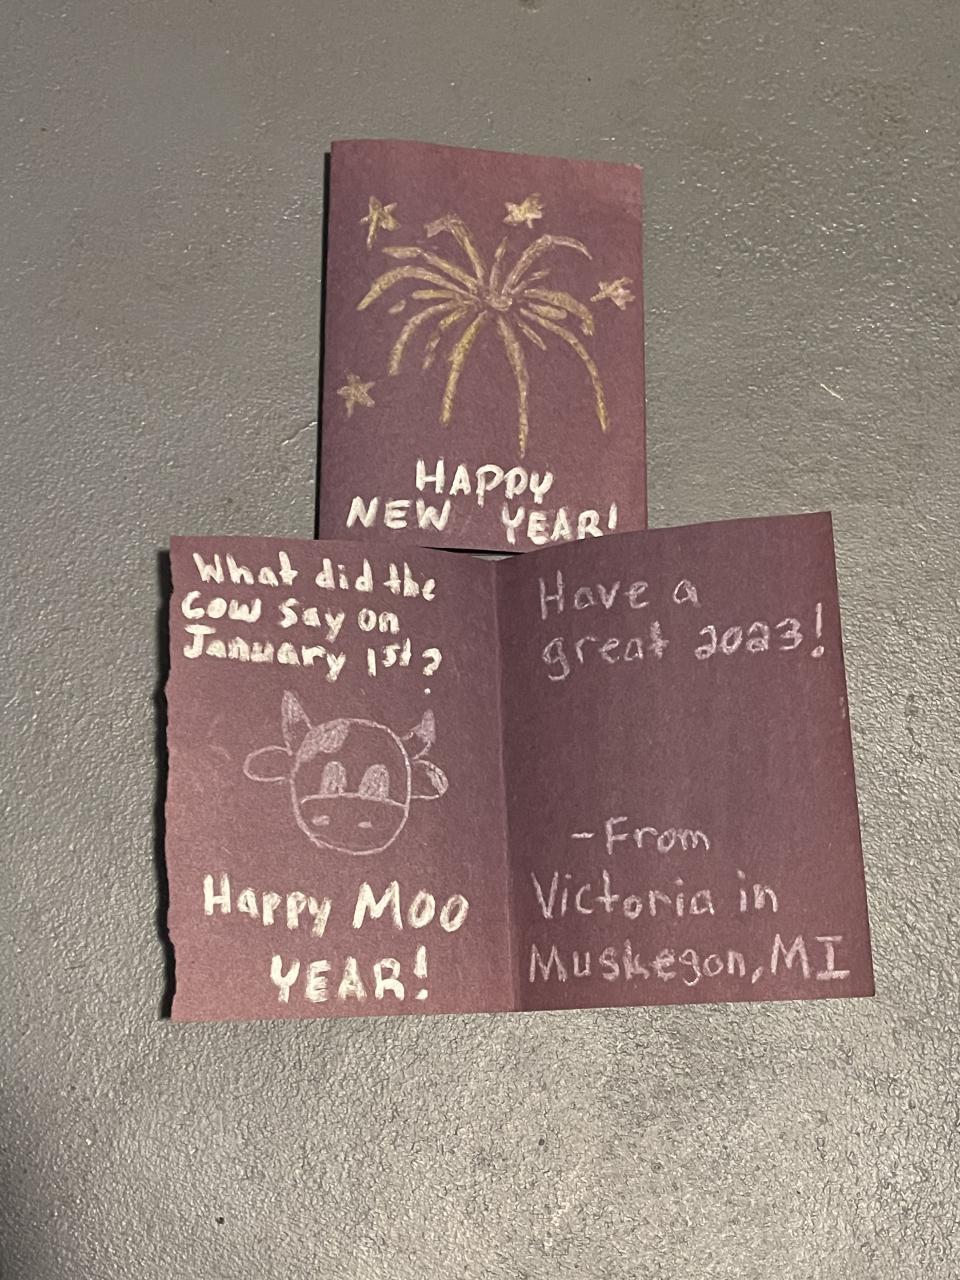 HAPPY
NEW YEAR!
What did the
Cow Say on
January 1st?
Happy MOO
YEAR!
Have a
great 2023!
-From
Victoria in
Muskegon, MI